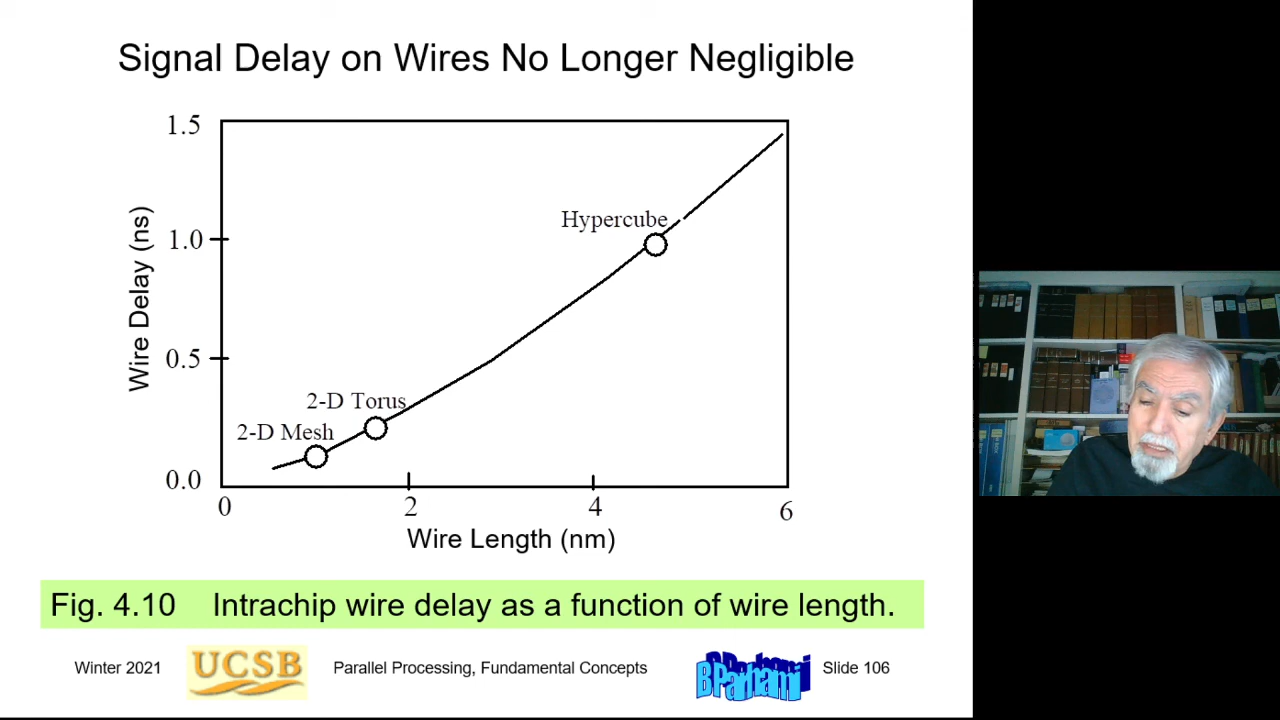 Signal Delay on Wires No Longer Negligible
1.5
Hypercube
1.0
Wire Delay (ns)
0.5
2-D Torus
2-D Mesh
0.0
0
2
4
6
Wire Length (nm)
Fig. 4.10 Intrachip wire delay as a function of wire length.
Winter 2021
UCSB
Parallel Processing, Fundamental Concepts
BParhami
Slide 106